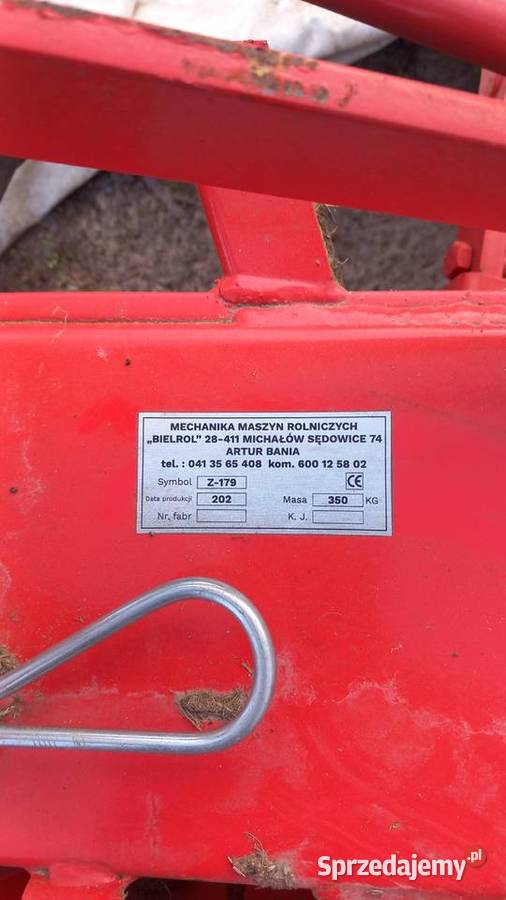 MECHANIKA MASZYN ROLNICZYCH
„BIELROL” 28-411 MICHAŁÓW SĘDOWICE 74
ARTUR BANIA
tel. : 041 35 65 408 kom. 600 12 58 02
Symbol Z-179 CE
Data produkcji 202 Masa 350 KG
Nr. fabr K. J.
Sprzedajemy.pl